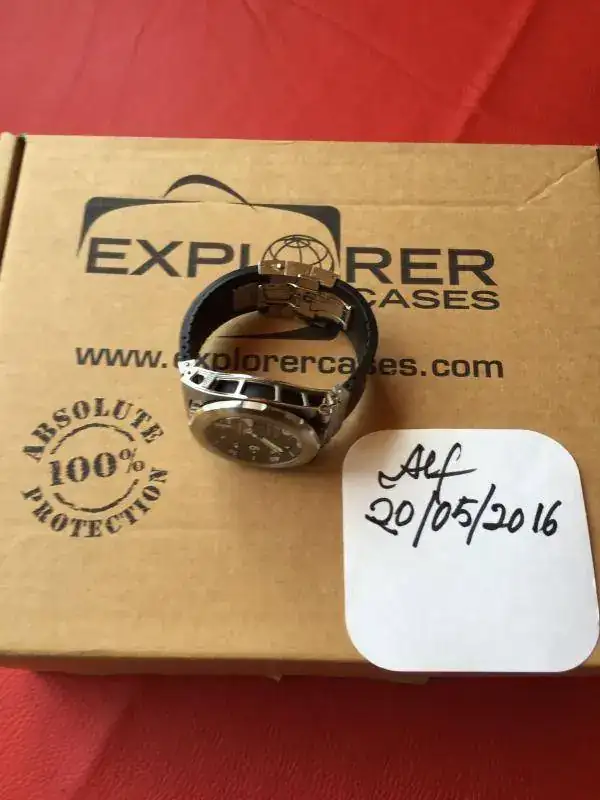 EXPLORER
CASES
www.explorercases.com
ABSOLUTE
100%
PROTECTION
Alf
20/05/2016